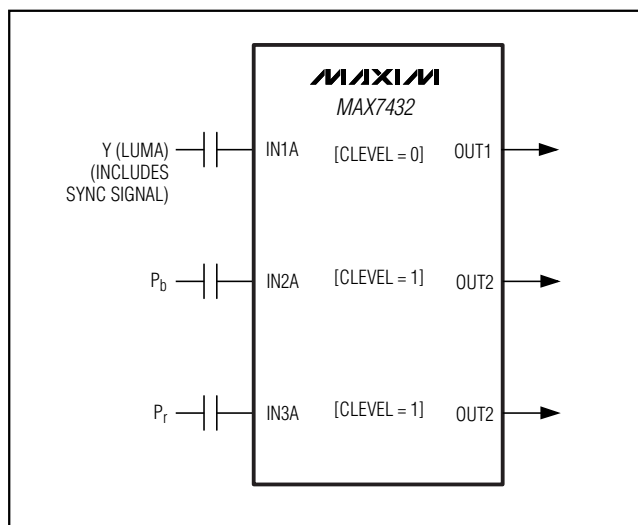 MAXIM
MAX7432
Y (LUMA)
(INCLUDES
SYNC SIGNAL)
IN1A [CLEVEL = 0] OUT1
Pb IN2A [CLEVEL = 1] OUT2
Pr IN3A [CLEVEL = 1] OUT2